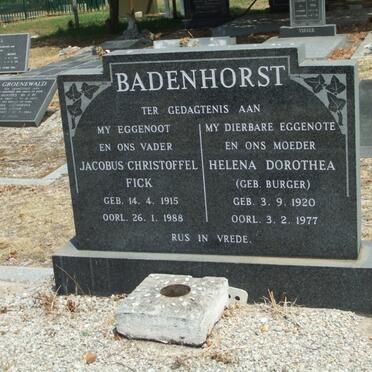 BADENHORST
TER GEDAGTENIS AAN
MY EGGENOOT
EN ONS VADER
JACOBUS CHRISTOFFEL
FICK
GEB. 14. 4. 1915
OORL. 26. 1. 1988
MY DIERBARE EGGENOTE
EN ONS MOEDER
HELENA DOROTHEA
(GEB. BURGER)
GEB. 3. 9. 1920
OORL. 3. 2. 1977
RUS IN VREDE.
GROENEWALD